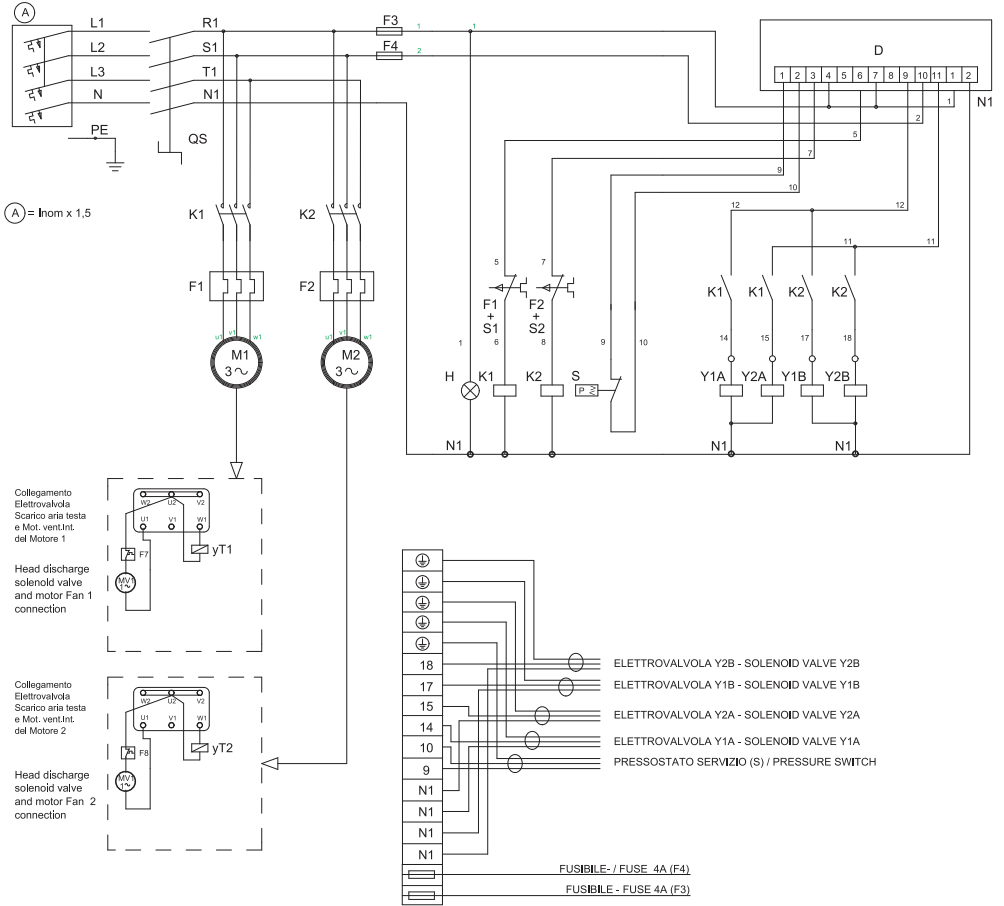 A
L1 R1 F3 1 1
L2 S1 F4 2
L3 T1
N N1
PE QS
D
1 2 3 4 5 6 7 8 9 10 11 1 2
1 N1
2
5
7
9
10
A = Inom x 1,5
K1 K2
12 12
11 11
F1 F2
5 7
F1 + S1
F2 + S2
6 8
K1 K1 K2 K2
u1 v1 w1 u1 v1 w1
M1 3~
M2 3~
1 9 10
14 15 17 18
H K1 K2 S P
Y1A Y2A Y1B Y2B
N1 N1 N1
Collegamento
Elettrovalvola
Scarico aria testa
e Mot. vent.Int.
del Motore 1
Head discharge
solenold valve
and motor Fan 1
connection
W2 U2 V2
U1 V1 W1
F7 yT1
MV1
1~
Collegamento
Elettrovalvola
Scarico aria testa
e Mot. vent.Int.
del Motore 2
Head discharge
solenoid valve
and motor Fan 2
connection
W2 U2 V2
U1 V1 W1
F8 yT2
MV1
1~
18 ELETTROVALVOLA Y2B - SOLENOID VALVE Y2B
17 ELETTROVALVOLA Y1B - SOLENOID VALVE Y1B
15 ELETTROVALVOLA Y2A - SOLENOID VALVE Y2A
14 ELETTROVALVOLA Y1A - SOLENOID VALVE Y1A
10 PRESSOSTATO SERVIZIO (S) / PRESSURE SWITCH
9
N1
N1
N1
N1
FUSIBILE- / FUSE 4A (F4)
FUSIBILE - FUSE 4A (F3)